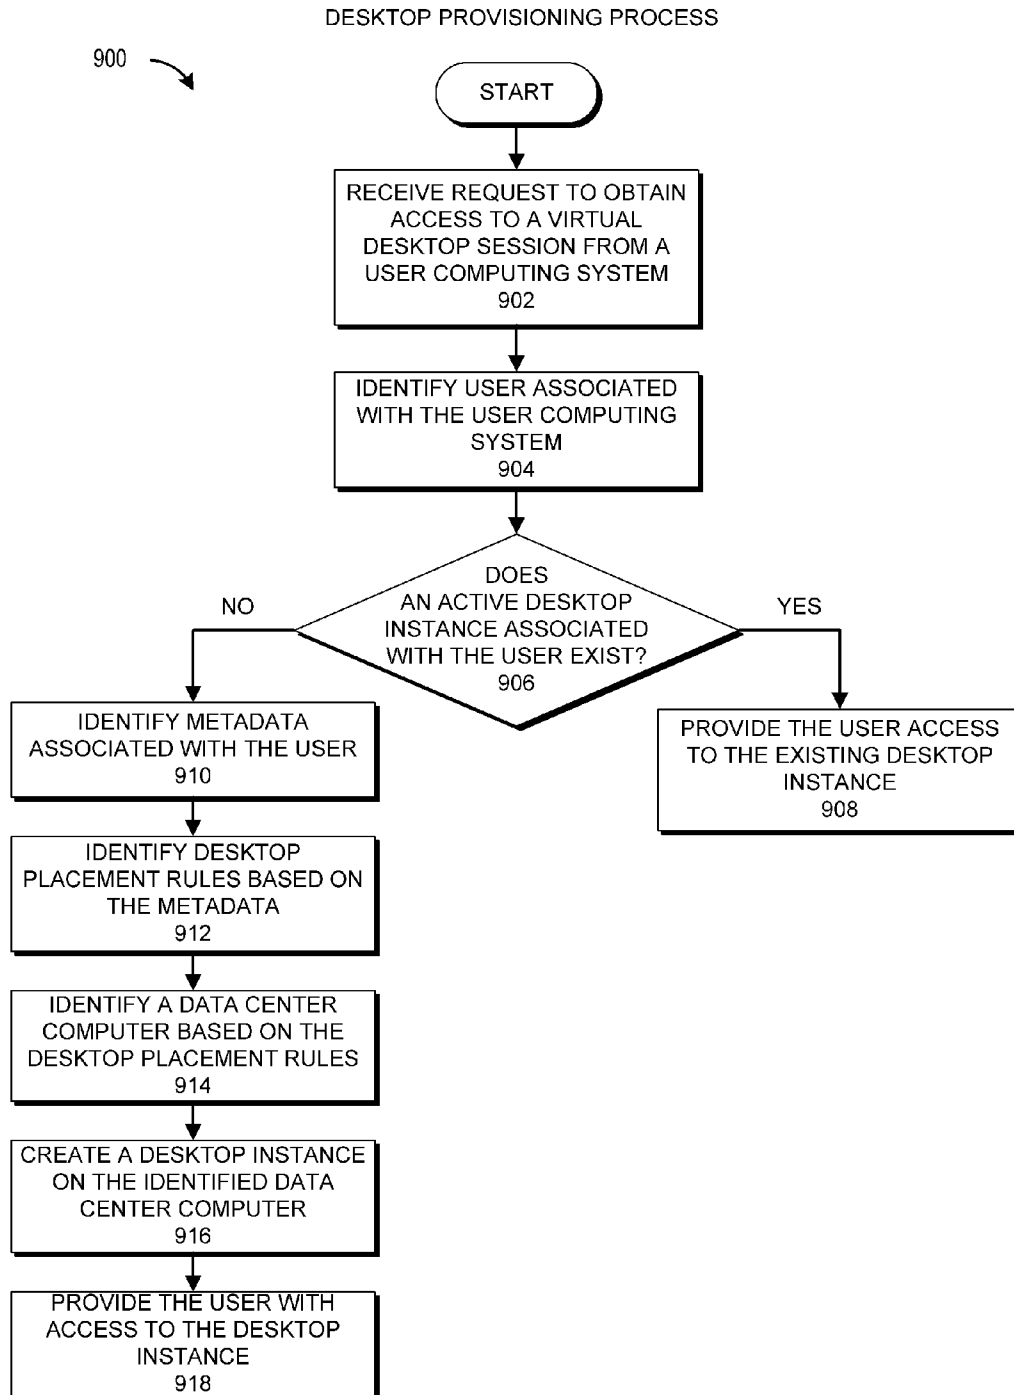 DESKTOP PROVISIONING PROCESS
900
START
RECEIVE REQUEST TO OBTAIN
ACCESS TO A VIRTUAL
DESKTOP SESSION FROM A
USER COMPUTING SYSTEM
902
IDENTIFY USER ASSOCIATED
WITH THE USER COMPUTING
SYSTEM
904
DOES
AN ACTIVE DESKTOP
INSTANCE ASSOCIATED
WITH THE USER EXIST?
906
NO
YES
IDENTIFY METADATA
ASSOCIATED WITH THE USER
910
PROVIDE THE USER ACCESS
TO THE EXISTING DESKTOP
INSTANCE
908
IDENTIFY DESKTOP
PLACEMENT RULES BASED ON
THE METADATA
912
IDENTIFY A DATA CENTER
COMPUTER BASED ON THE
DESKTOP PLACEMENT RULES
914
CREATE A DESKTOP INSTANCE
ON THE IDENTIFIED DATA
CENTER COMPUTER
916
PROVIDE THE USER WITH
ACCESS TO THE DESKTOP
INSTANCE
918